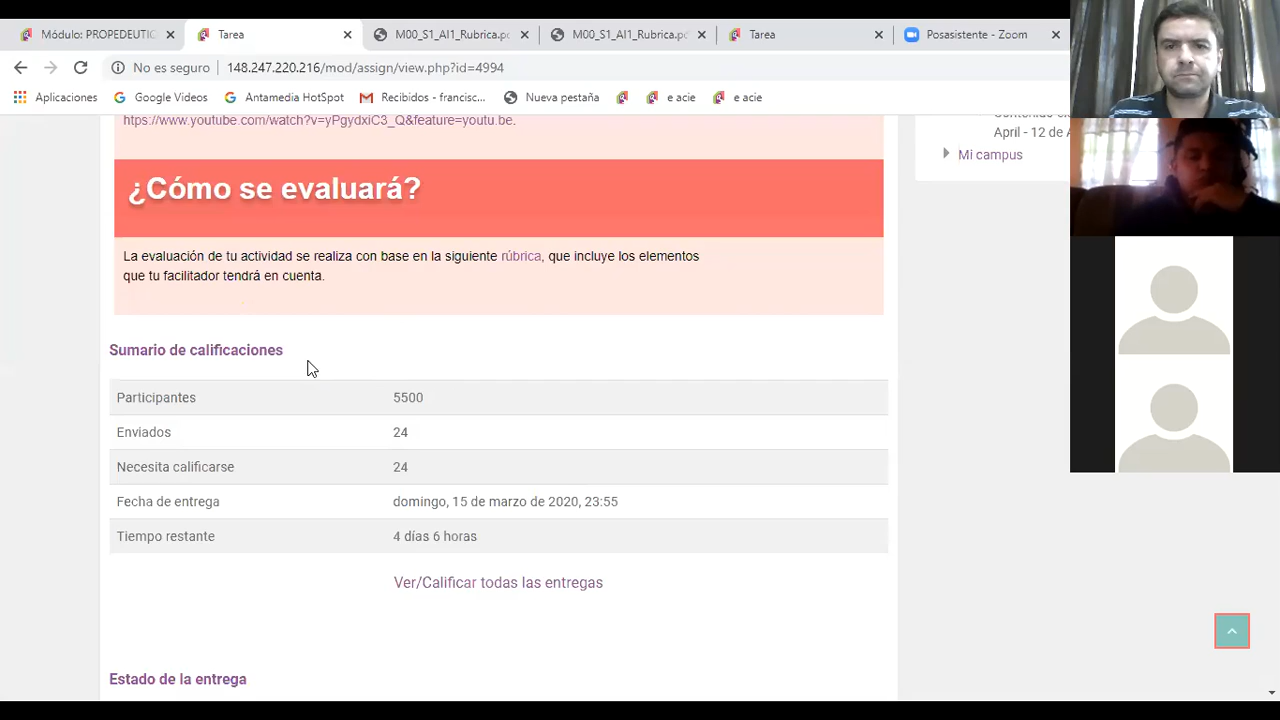 Módulo: PROPEDEUTIC
Tarea
M00_S1_AI1_Rubrica.pc
M00_S1_AI1_Rubrica.pc
Tarea
Posasistente - Zoom
No es seguro
148.247.220.216/mod/assign/view.php?id=4994
Aplicaciones
Google Videos
Antamedia HotSpot
Recibidos - francisc...
Nueva pestaña
e acie
e acie
https://www.youtube.com/watch?v=yPgydxiC3_Q&feature=youtu.be.
April - 12 de A
Mi campus
¿Cómo se evaluará?
La evaluación de tu actividad se realiza con base en la siguiente rúbrica, que incluye los elementos
que tu facilitador tendrá en cuenta.
Sumario de calificaciones
Participantes 5500
Enviados 24
Necesita calificarse 24
Fecha de entrega domingo, 15 de marzo de 2020, 23:55
Tiempo restante 4 días 6 horas
Ver/Calificar todas las entregas
Estado de la entrega